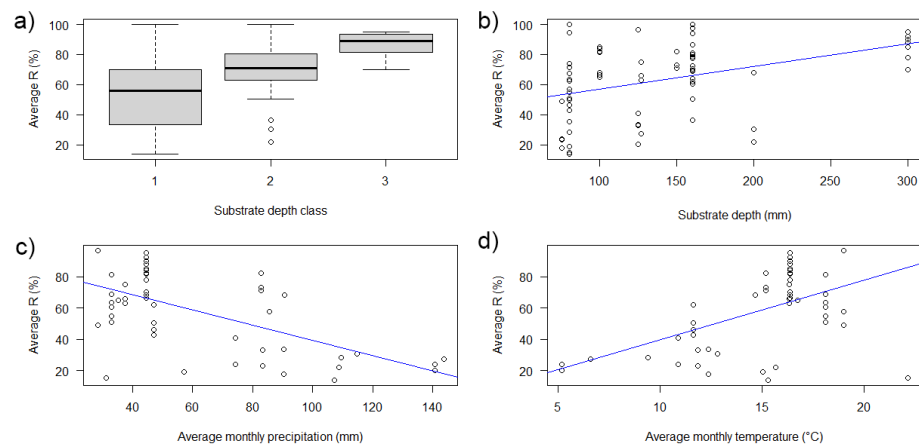 a)
Average R (%)
100
80
60
40
20
1 2 3
Substrate depth class
b)
Average R (%)
100
80
60
40
20
100 150 200 250 300
Substrate depth (mm)
c)
Average R (%)
80
60
40
20
40 60 80 100 120 140
Average monthly precipitation (mm)
d)
Average R (%)
80
60
40
20
5 10 15 20
Average monthly temperature (°C)